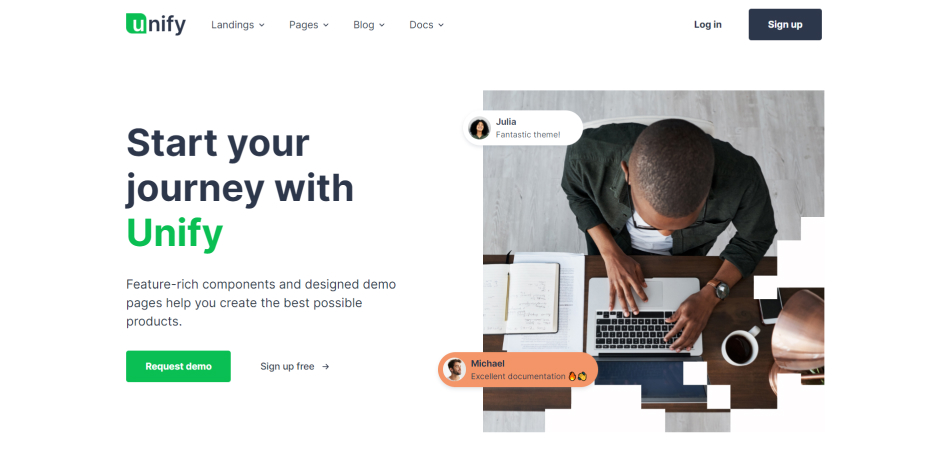 unify
Landings
Pages
Blog
Docs
Log in
Sign up
Start your
journey with
Unify
Feature-rich components and designed demo
pages help you create the best possible
products.
Request demo
Sign up free →
Julia
Fantastic theme!
Michael
Excellent documentation 🔥👏